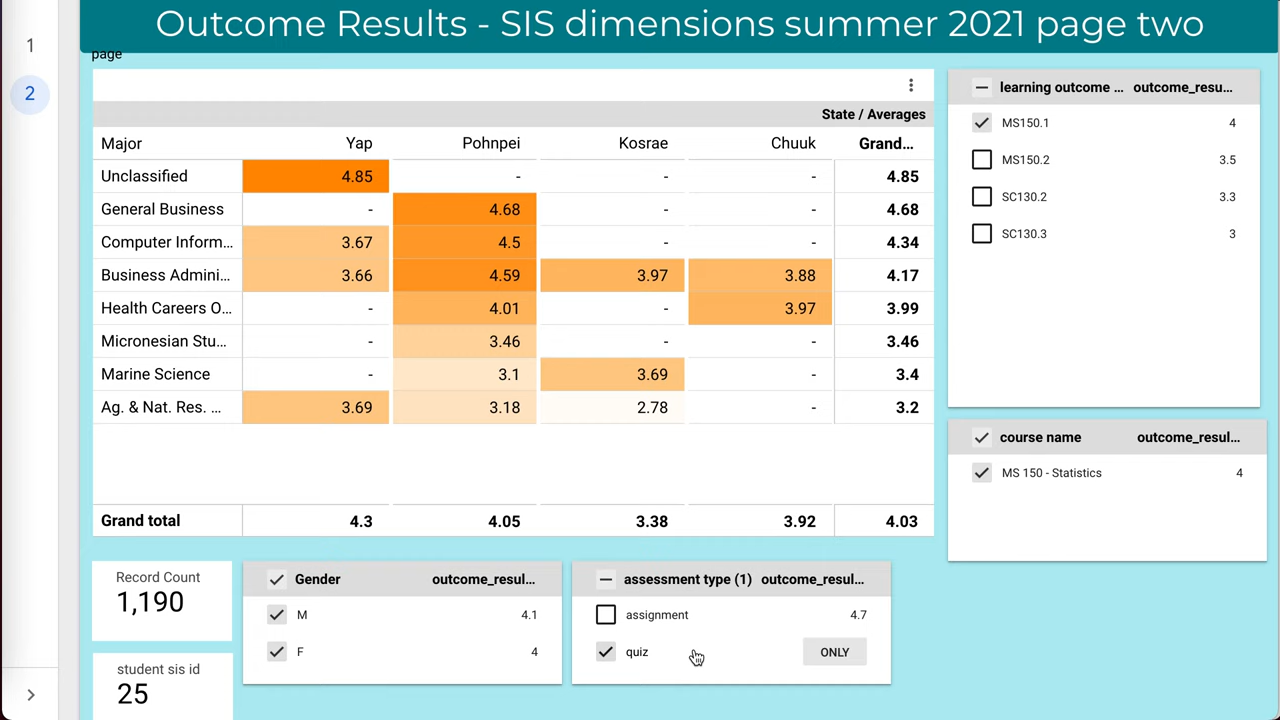 Outcome Results - SIS dimensions summer 2021 page two
1
2
page
State / Averages
Major Yap Pohnpei Kosrae Chuuk Grand...
Unclassified 4.85 - - - 4.85
General Business - 4.68 - - 4.68
Computer Inform... 3.67 4.5 - - 4.34
Business Admini... 3.66 4.59 3.97 3.88 4.17
Health Careers O... - 4.01 - 3.97 3.99
Micronesian Stu... - 3.46 - - 3.46
Marine Science - 3.1 3.69 - 3.4
Ag. & Nat. Res. ... 3.69 3.18 2.78 - 3.2
Grand total 4.3 4.05 3.38 3.92 4.03
learning outcome ... outcome_resu...
MS150.1 4
MS150.2 3.5
SC130.2 3.3
SC130.3 3
course name outcome_resul...
MS 150 - Statistics 4
Record Count
1,190
student sis id
25
Gender outcome_resul...
M 4.1
F 4
assessment type (1) outcome_resul...
assignment 4.7
quiz ONLY